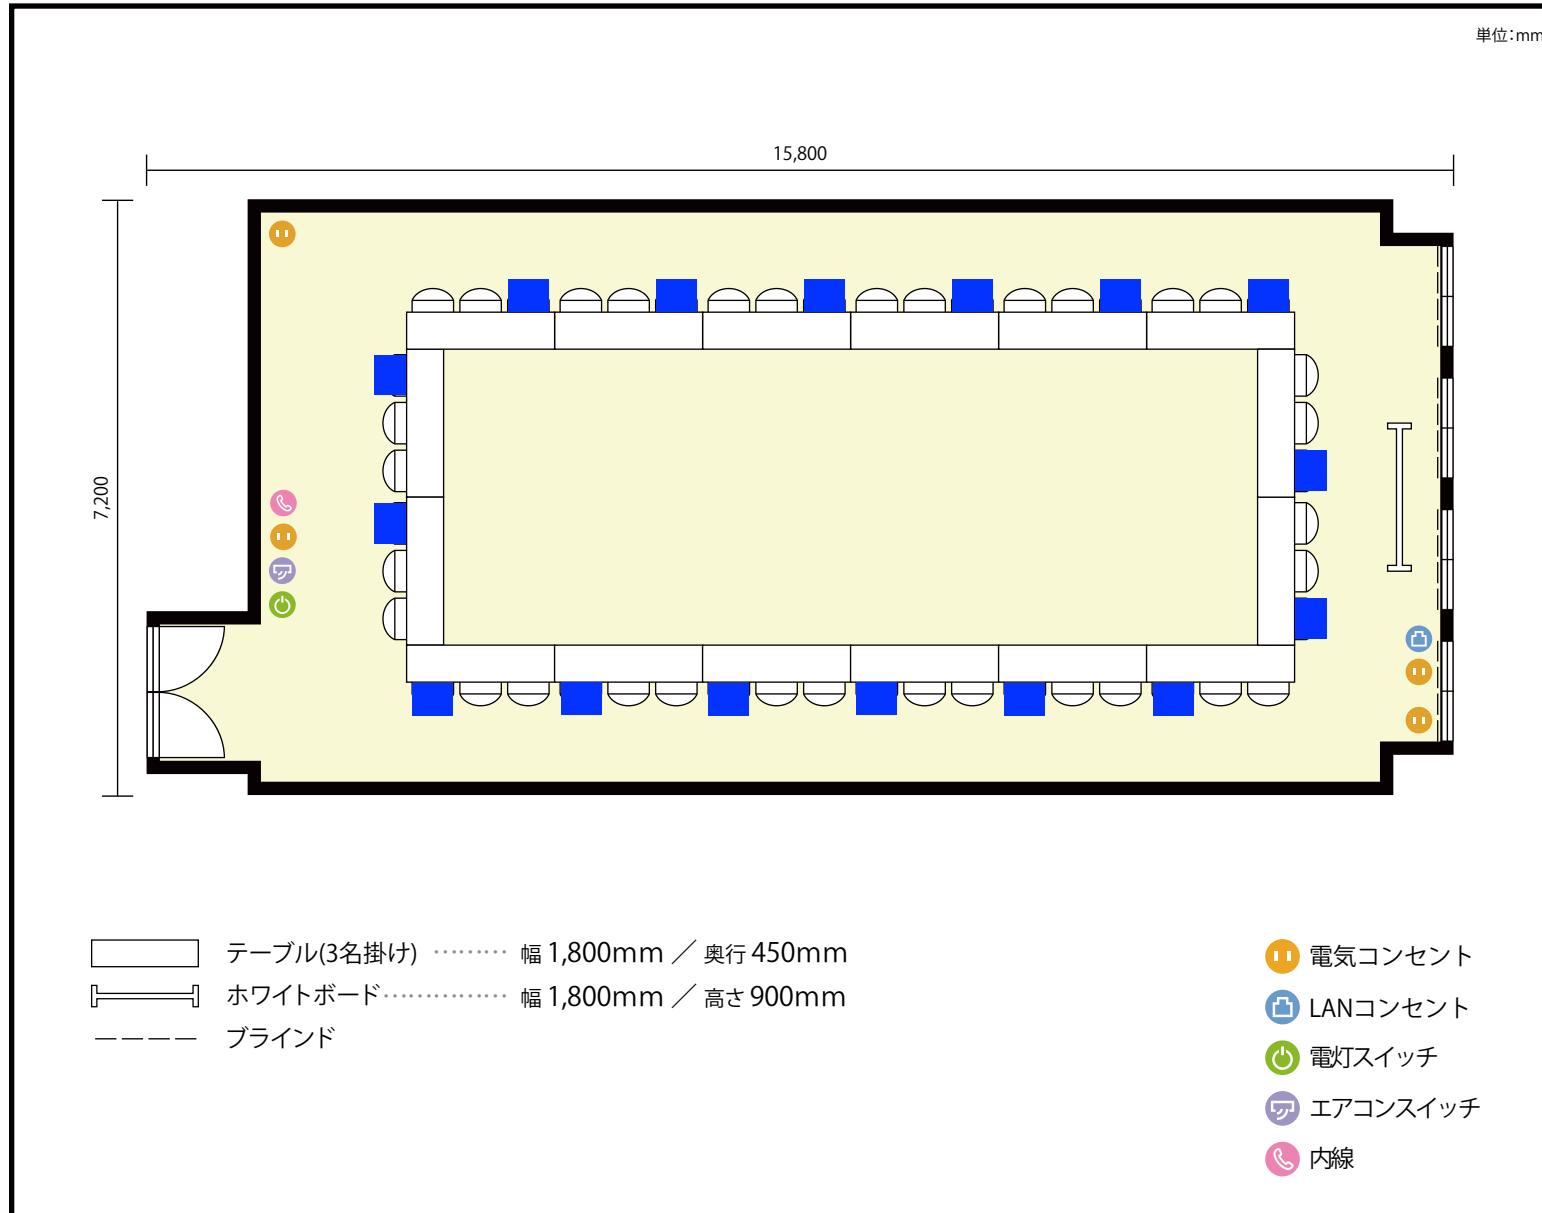 単位：mm
15,800
7,200
テーブル(3名掛け) ……… 幅 1,800mm ／ 奥行 450mm
ホワイトボード…………… 幅 1,800mm ／ 高さ 900mm
ブラインド
電気コンセント
LANコンセント
電灯スイッチ
エアコンスイッチ
内線